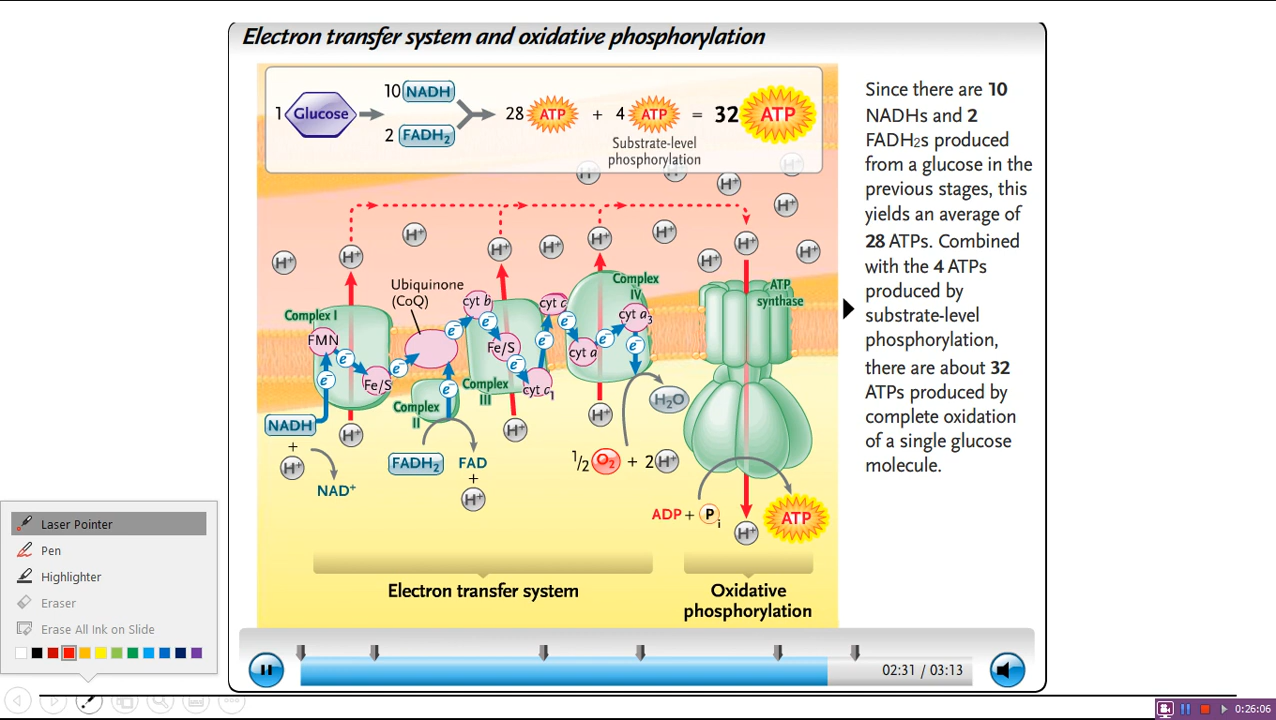 Electron transfer system and oxidative phosphorylation
1 Glucose
10 NADH
2 FADH₂
28 ATP + 4 ATP = 32 ATP
Substrate-level
phosphorylation
H⁺ H⁺ H⁺ H⁺
H⁺
H⁺ H⁺ H⁺ H⁺ H⁺ H⁺ H⁺ H⁺ H⁺ H⁺
Ubiquinone
(CoQ)
Complex I
FMN
Fe/S
e⁻ e⁻ e⁻
Complex
II
e⁻
cyt b
Fe/S
cyt c₁
Complex
III
e⁻ e⁻ e⁻ e⁻
cyt c
Complex
IV
cyt a
cyt a₃
e⁻ e⁻ e⁻
ATP
synthase
NADH
+
H⁺
NAD⁺
H⁺
FADH₂
FAD
+
H⁺
H⁺
H⁺
H₂O
1/2 O₂ + 2 H⁺
ADP + Pi
H⁺
ATP
Electron transfer system
Oxidative
phosphorylation
Since there are 10
NADHs and 2
FADH₂s produced
from a glucose in the
previous stages, this
yields an average of
28 ATPs. Combined
with the 4 ATPs
produced by
substrate-level
phosphorylation,
there are about 32
ATPs produced by
complete oxidation
of a single glucose
molecule.
Laser Pointer
Pen
Highlighter
Eraser
Erase All Ink on Slide
02:31 / 03:13
0:26:06